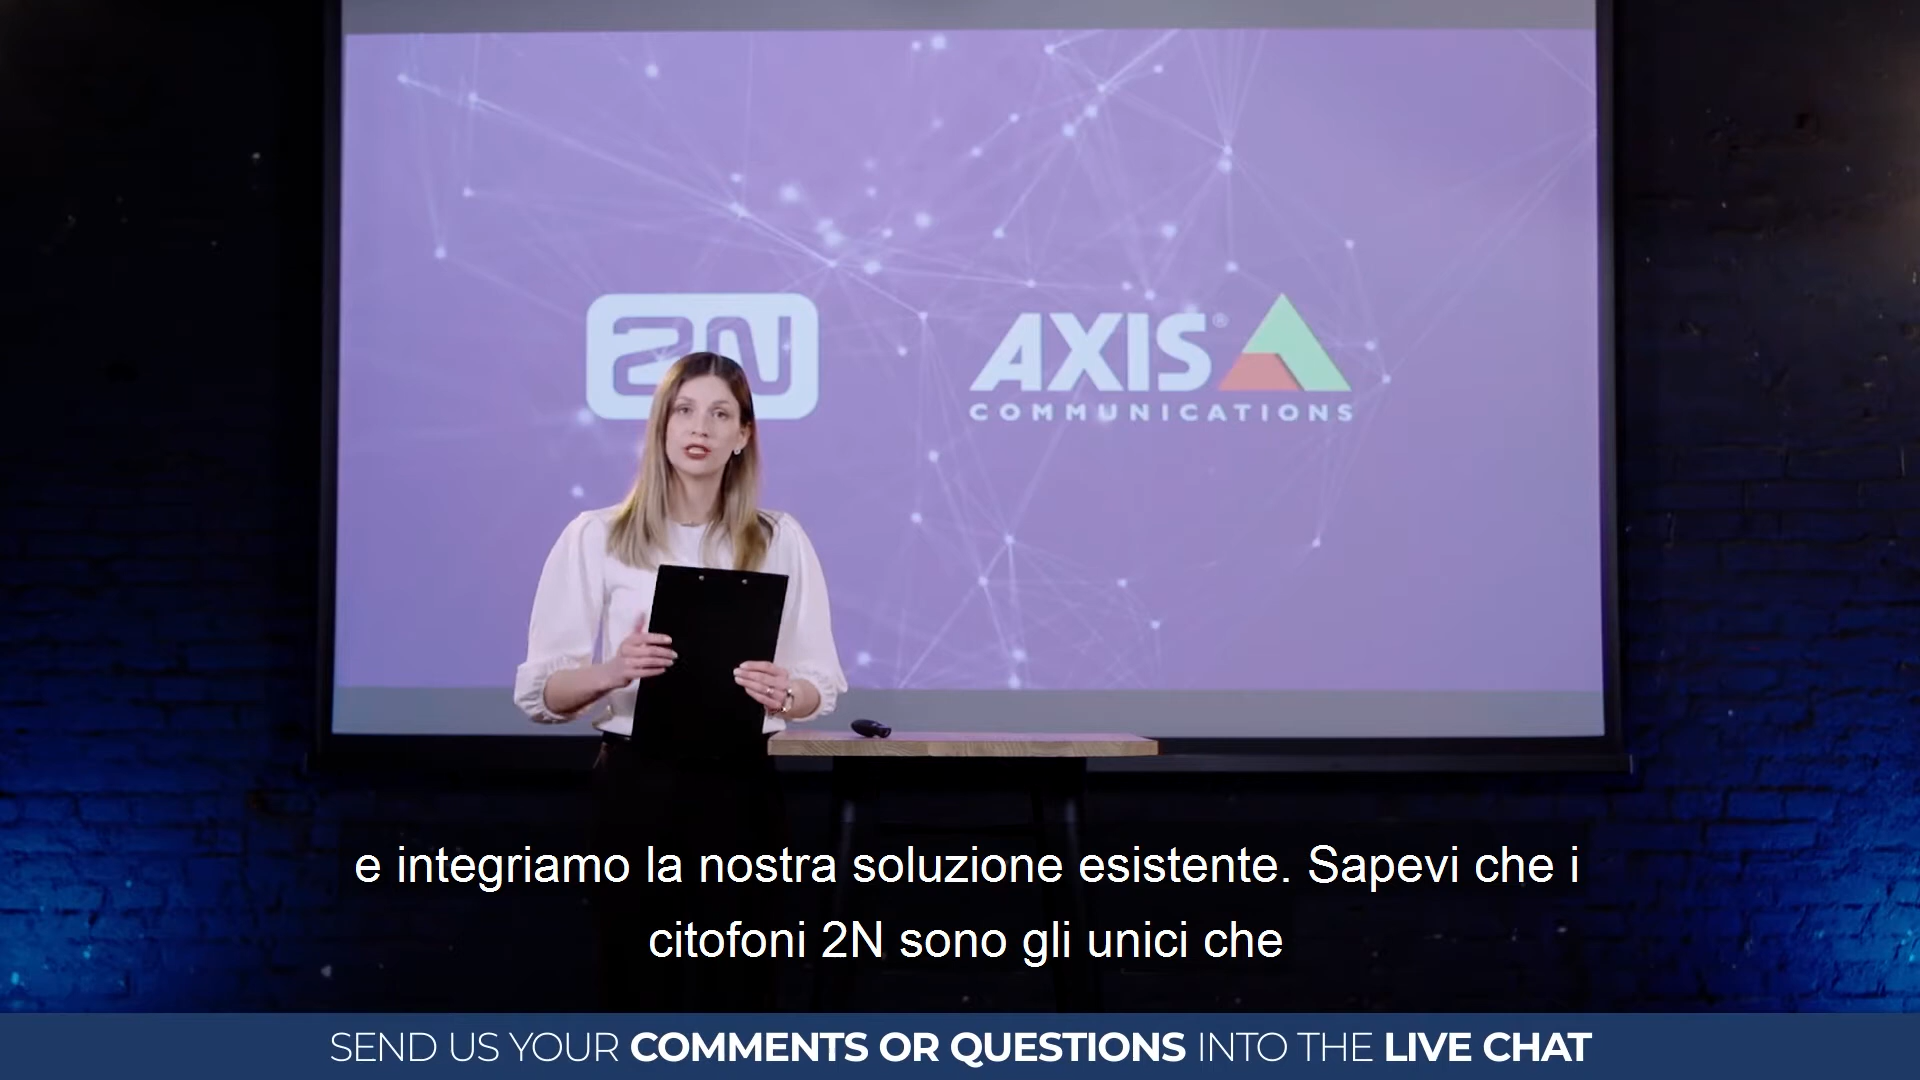 2N
AXIS®
COMMUNICATIONS
e integriamo la nostra soluzione esistente. Sapevi che i
citofoni 2N sono gli unici che
SEND US YOUR COMMENTS OR QUESTIONS INTO THE LIVE CHAT